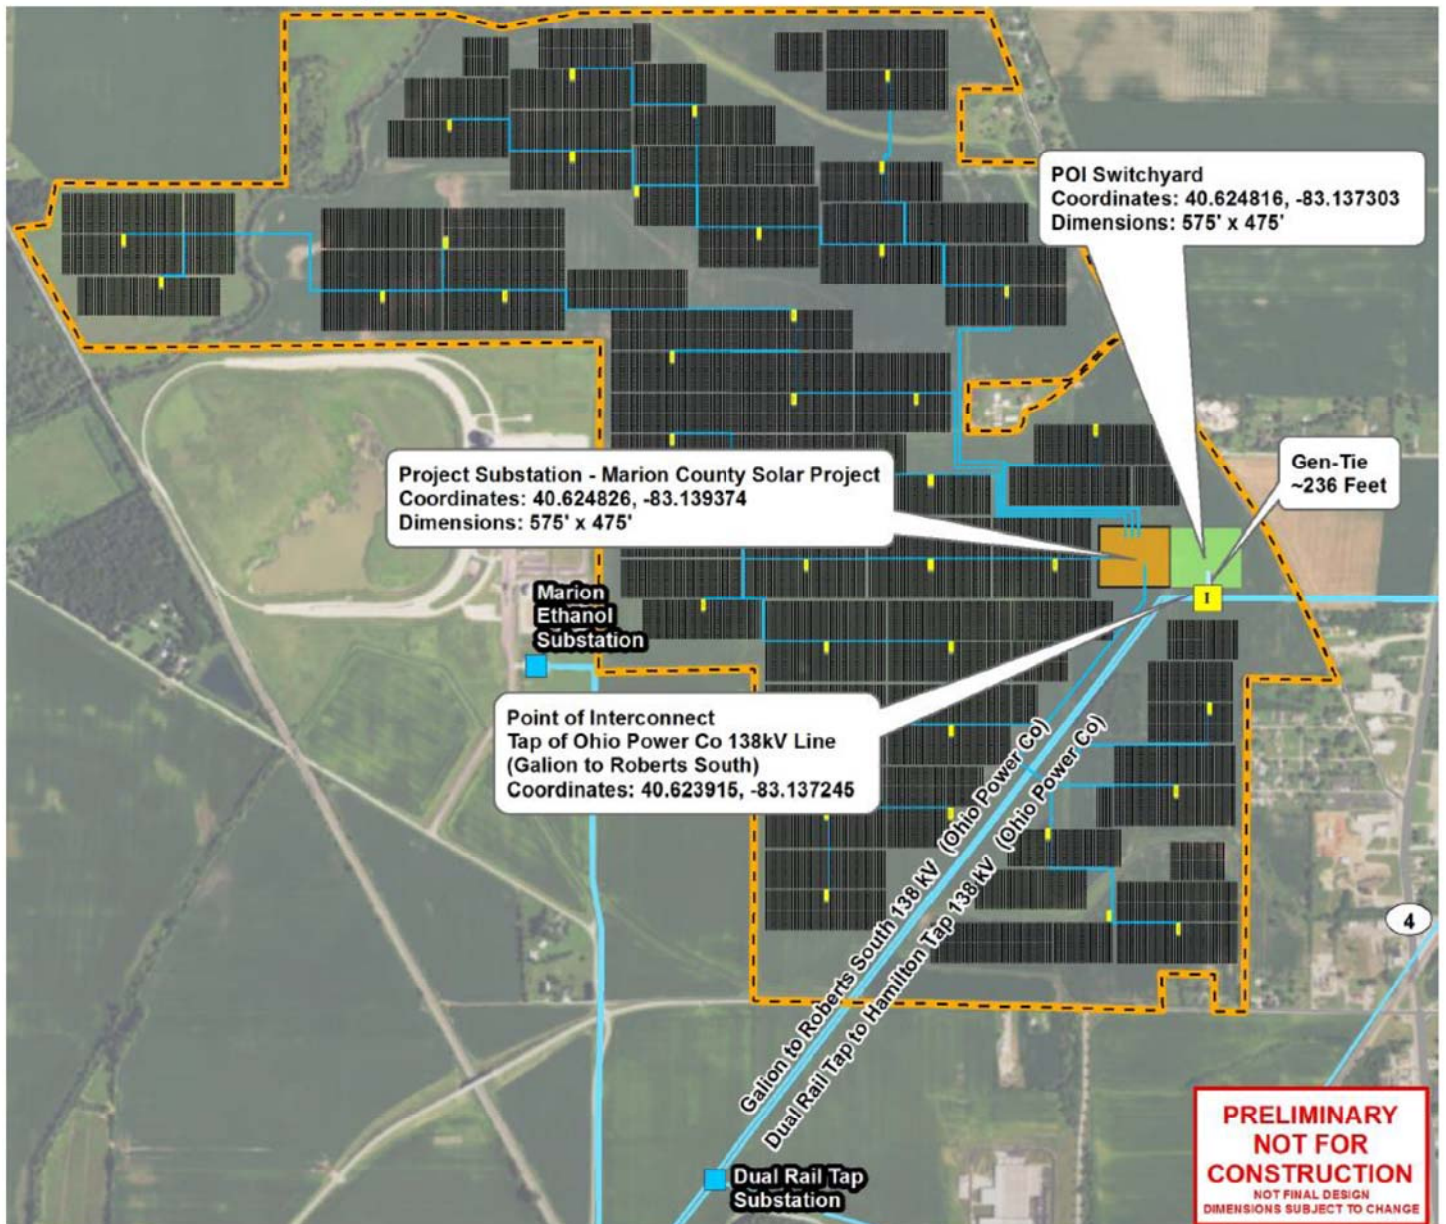 POI Switchyard
Coordinates: 40.624816, -83.137303
Dimensions: 575' x 475'
Gen-Tie
~236 Feet
Project Substation - Marion County Solar Project
Coordinates: 40.624826, -83.139374
Dimensions: 575' x 475'
I
Marion
Ethanol
Substation
Point of Interconnect
Tap of Ohio Power Co 138kV Line
(Galion to Roberts South)
Coordinates: 40.623915, -83.137245
Galion to Roberts South 138 kV (Ohio Power Co)
Dual Rail Tap to Hamilton Tap 138 kV (Ohio Power Co)
4
Dual Rail Tap
Substation
PRELIMINARY
NOT FOR
CONSTRUCTION
NOT FINAL DESIGN
DIMENSIONS SUBJECT TO CHANGE